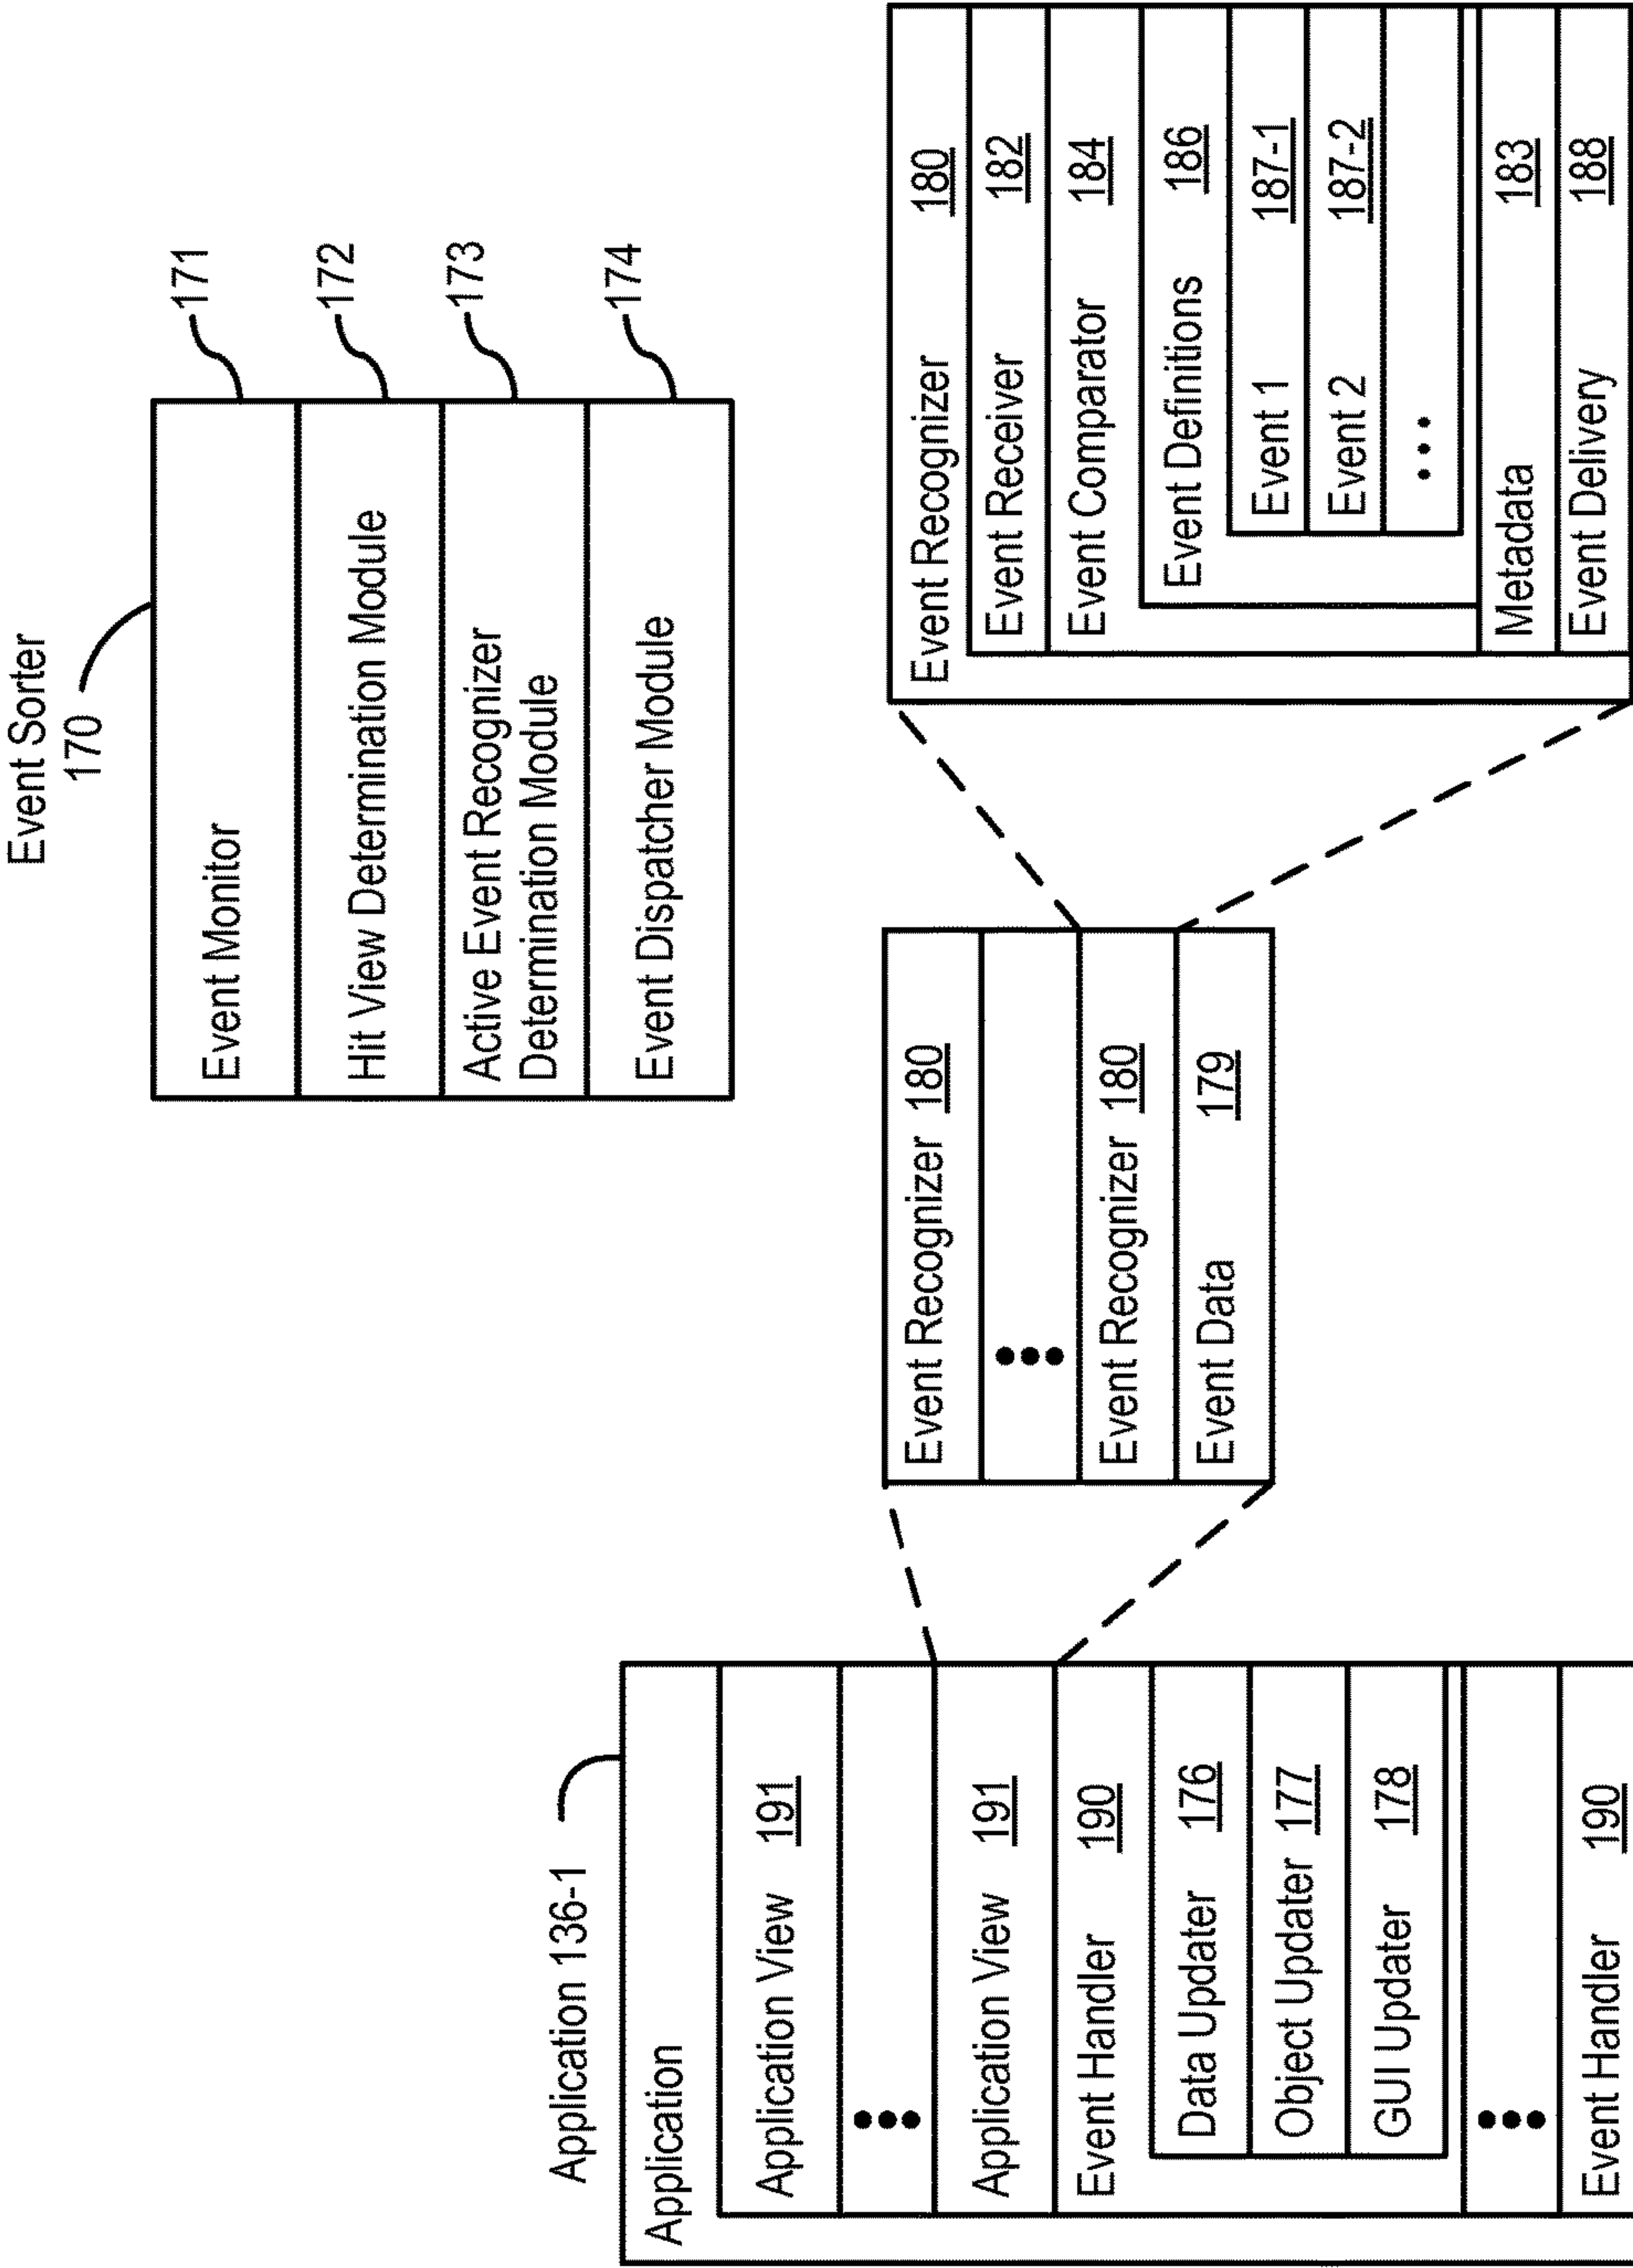 Event Sorter
170
Event Monitor
171
Hit View Determination Module
172
Active Event Recognizer
Determination Module
173
Event Dispatcher Module
174
Application 136-1
Application
Application View 191
•••
Application View 191
Event Handler 190
Data Updater 176
Object Updater 177
GUI Updater 178
•••
Event Handler 190
Event Recognizer 180
•••
Event Recognizer 180
Event Data 179
Event Recognizer 180
Event Receiver 182
Event Comparator 184
Event Definitions 186
Event 1 187-1
Event 2 187-2
•••
Metadata 183
Event Delivery 188